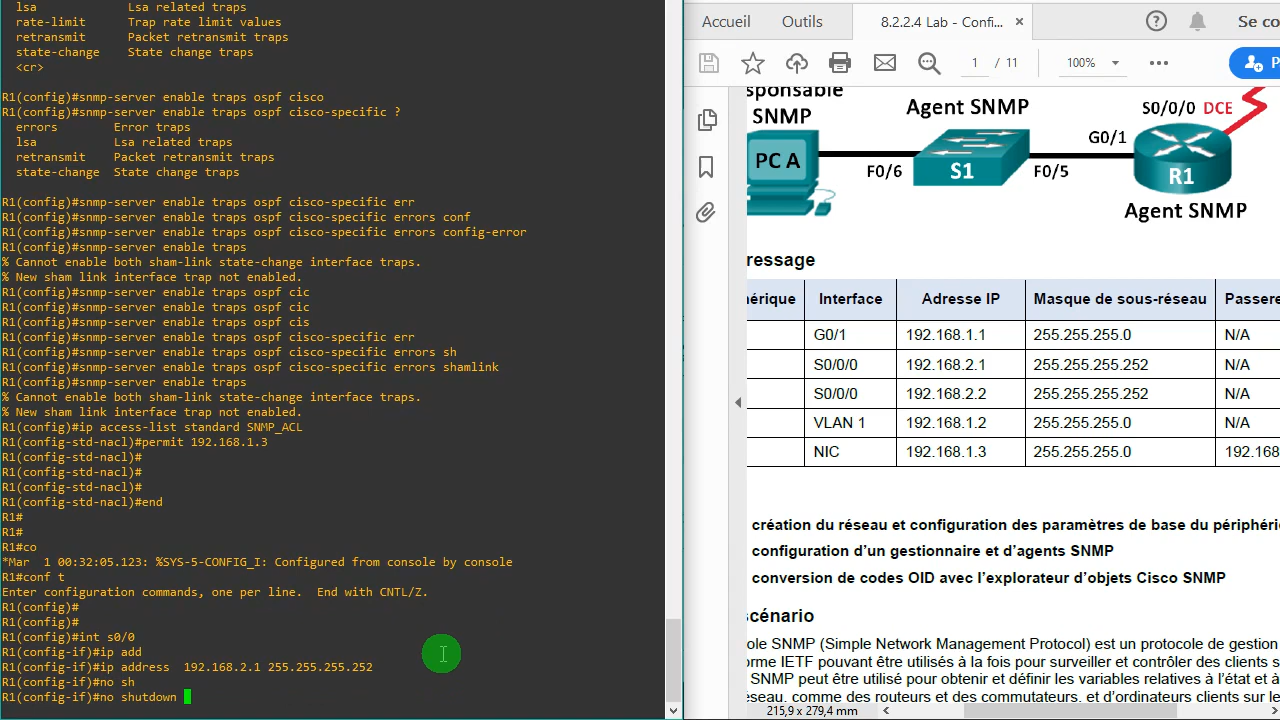 lsa            Lsa related traps
rate-limit     Trap rate limit values
retransmit     Packet retransmit traps
state-change   State change traps
<cr>
R1(config)#snmp-server enable traps ospf cisco
R1(config)#snmp-server enable traps ospf cisco-specific ?
errors        Error traps
lsa           Lsa related traps
retransmit    Packet retransmit traps
state-change  State change traps
R1(config)#snmp-server enable traps ospf cisco-specific err
R1(config)#snmp-server enable traps ospf cisco-specific errors conf
R1(config)#snmp-server enable traps ospf cisco-specific errors config-error
R1(config)#snmp-server enable traps
% Cannot enable both sham-link state-change interface traps.
% New sham link interface trap not enabled.
R1(config)#snmp-server enable traps ospf cic
R1(config)#snmp-server enable traps ospf cic
R1(config)#snmp-server enable traps ospf cis
R1(config)#snmp-server enable traps ospf cisco-specific err
R1(config)#snmp-server enable traps ospf cisco-specific errors sh
R1(config)#snmp-server enable traps ospf cisco-specific errors shamlink
R1(config)#snmp-server enable traps
% Cannot enable both sham-link state-change interface traps.
% New sham link interface trap not enabled.
R1(config)#ip access-list standard SNMP_ACL
R1(config-std-nacl)#permit 192.168.1.3
R1(config-std-nacl)#
R1(config-std-nacl)#
R1(config-std-nacl)#
R1(config-std-nacl)#end
R1#
R1#
R1#co
*Mar  1 00:32:05.123: %SYS-5-CONFIG_I: Configured from console by console
R1#conf t
Enter configuration commands, one per line.  End with CNTL/Z.
R1(config)#
R1(config)#
R1(config)#int s0/0
R1(config-if)#ip add
R1(config-if)#ip address  192.168.2.1 255.255.255.252
R1(config-if)#no sh
R1(config-if)#no shutdown
Accueil Outils 8.2.2.4 Lab - Confi... × Se co
1 / 11 100% P
sponsable
SNMP
Agent SNMP
S0/0/0 DCE
G0/1
PC A
F0/6
S1
F0/5
R1
Agent SNMP
ressage
hérique Interface Adresse IP Masque de sous-réseau Passere
G0/1 192.168.1.1 255.255.255.0 N/A
S0/0/0 192.168.2.1 255.255.255.252 N/A
S0/0/0 192.168.2.2 255.255.255.252 N/A
VLAN 1 192.168.1.2 255.255.255.0 N/A
NIC 192.168.1.3 255.255.255.0 192.168
création du réseau et configuration des paramètres de base du périphéri
configuration d'un gestionnaire et d'agents SNMP
conversion de codes OID avec l'explorateur d'objets Cisco SNMP
scénario
ole SNMP (Simple Network Management Protocol) est un protocole de gestion
orme IETF pouvant être utilisés à la fois pour surveiller et contrôler des clients s
SNMP peut être utilisé pour obtenir et définir les variables relatives à l'état et à
éseau, comme des routeurs et des commutateurs, et d'ordinateurs clients sur le
215,9 x 279,4 mm